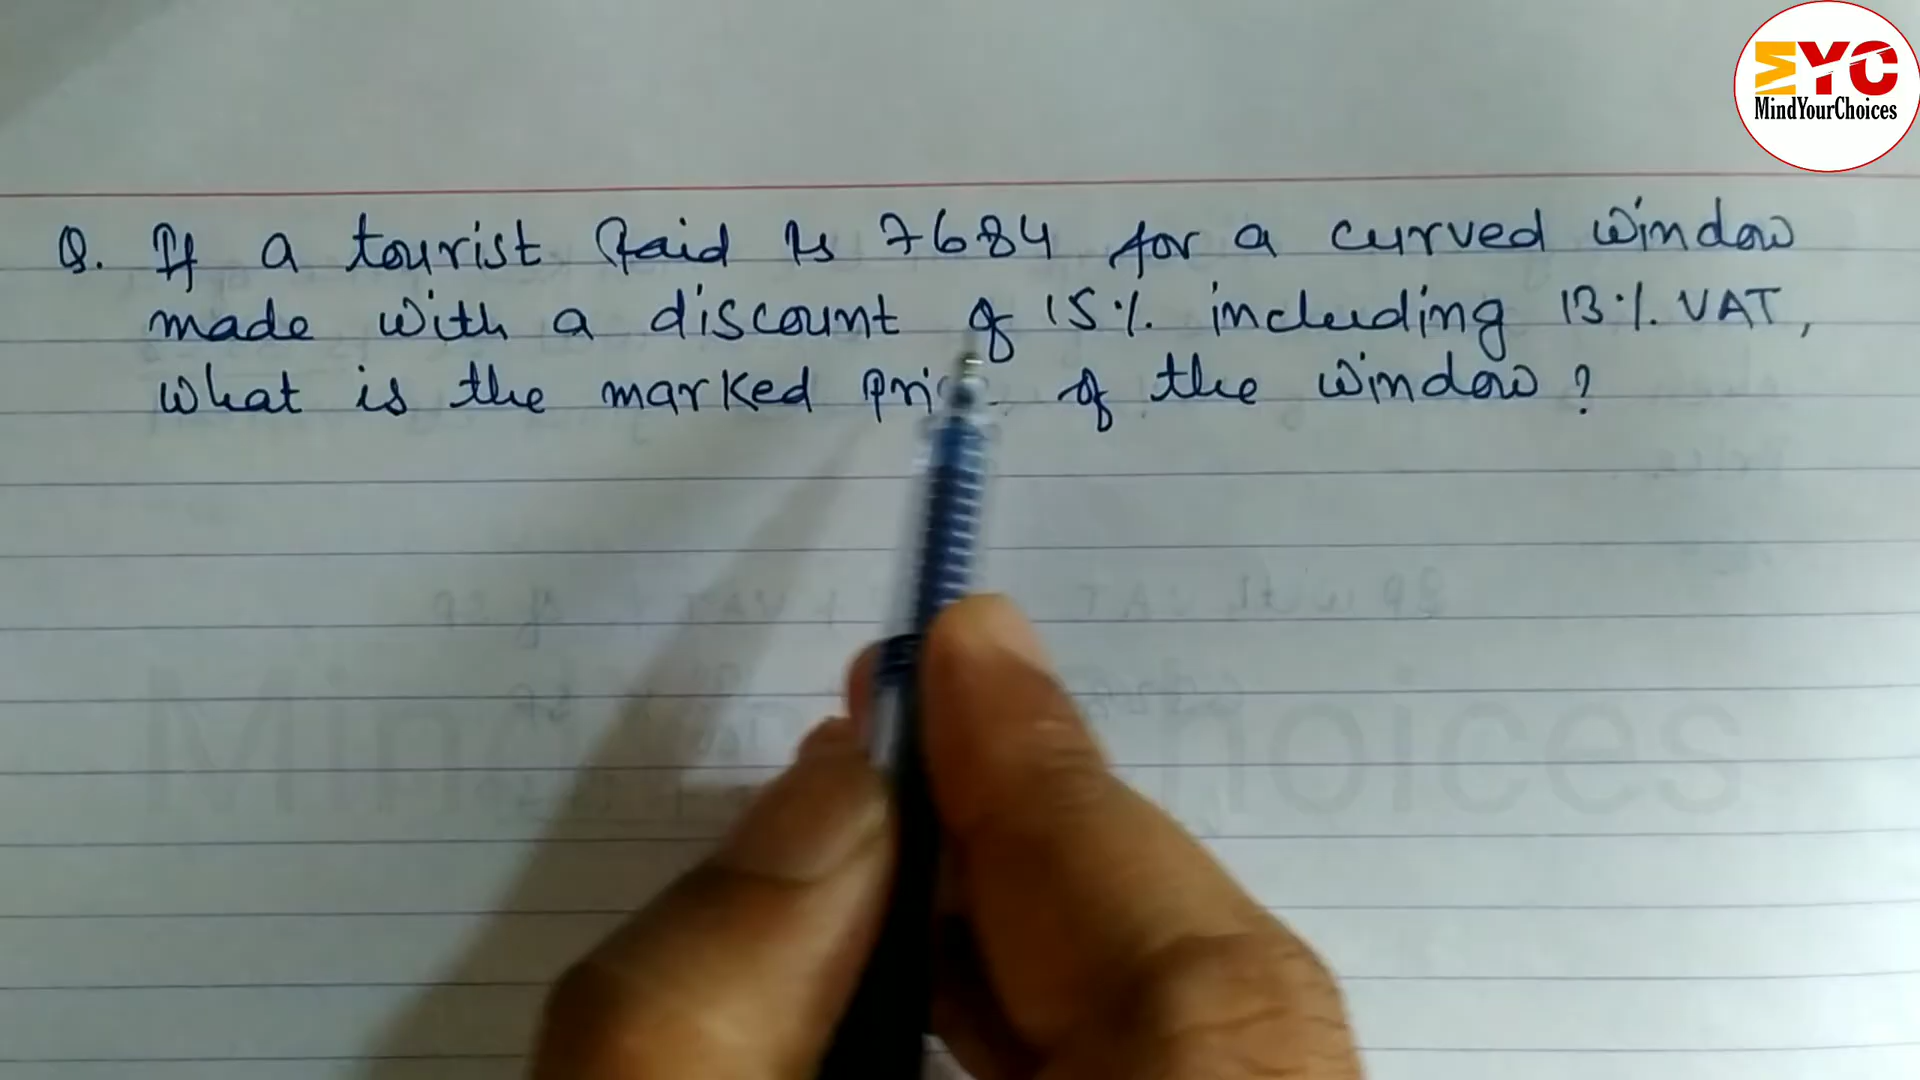 MYC
MindYourChoices
Q. If a tourist Paid Rs 7684 for a curved window
made with a discount of 15% including 13% VAT,
what is the marked of the window?